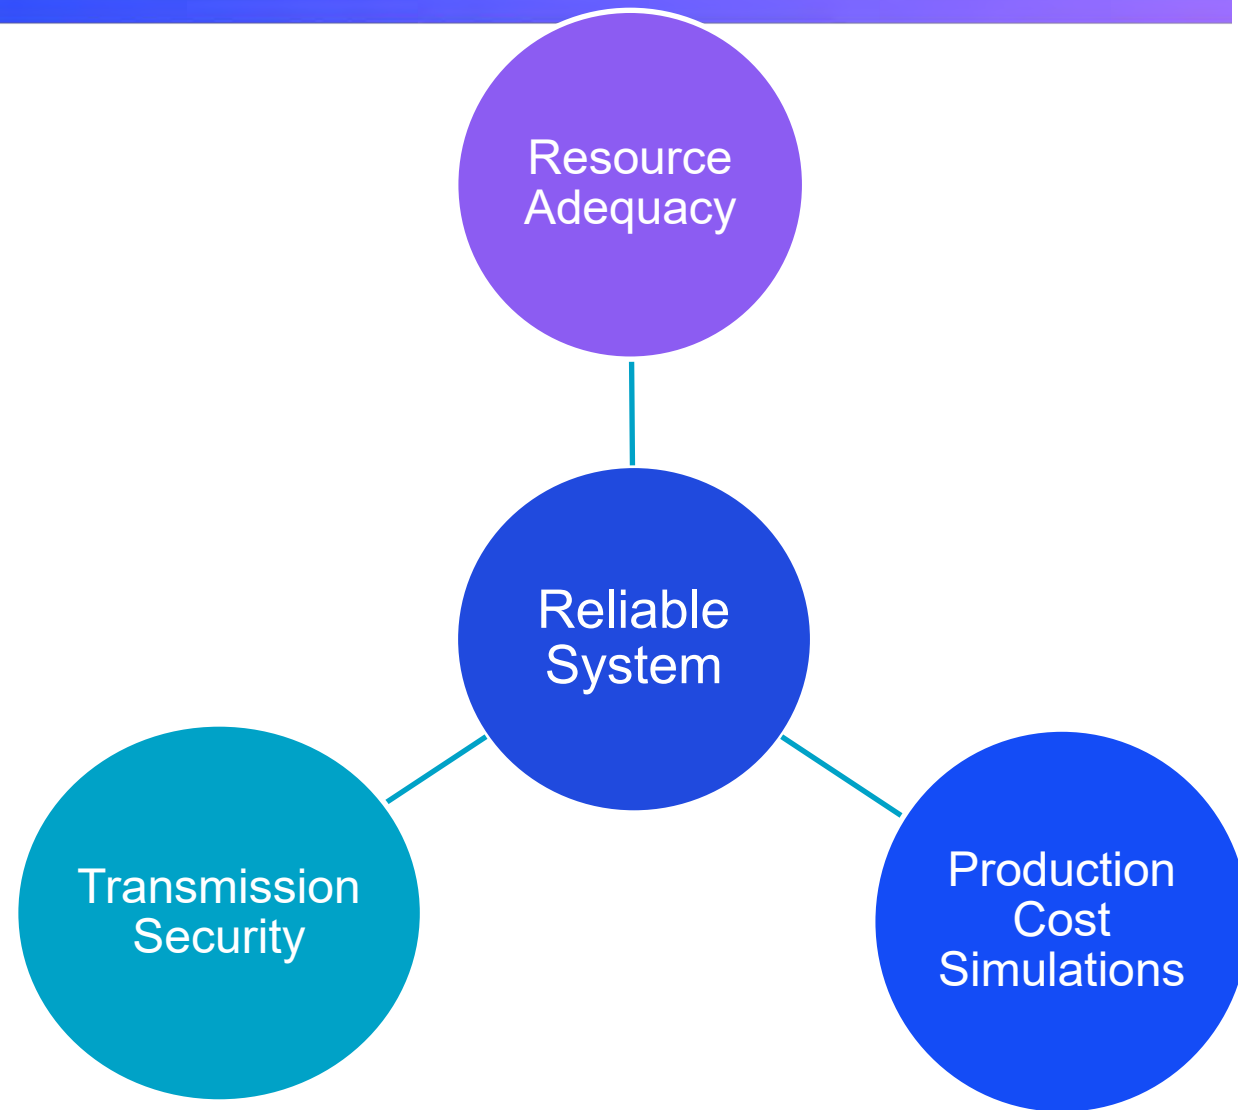 Resource
Adequacy
Reliable
System
Transmission
Security
Production
Cost
Simulations